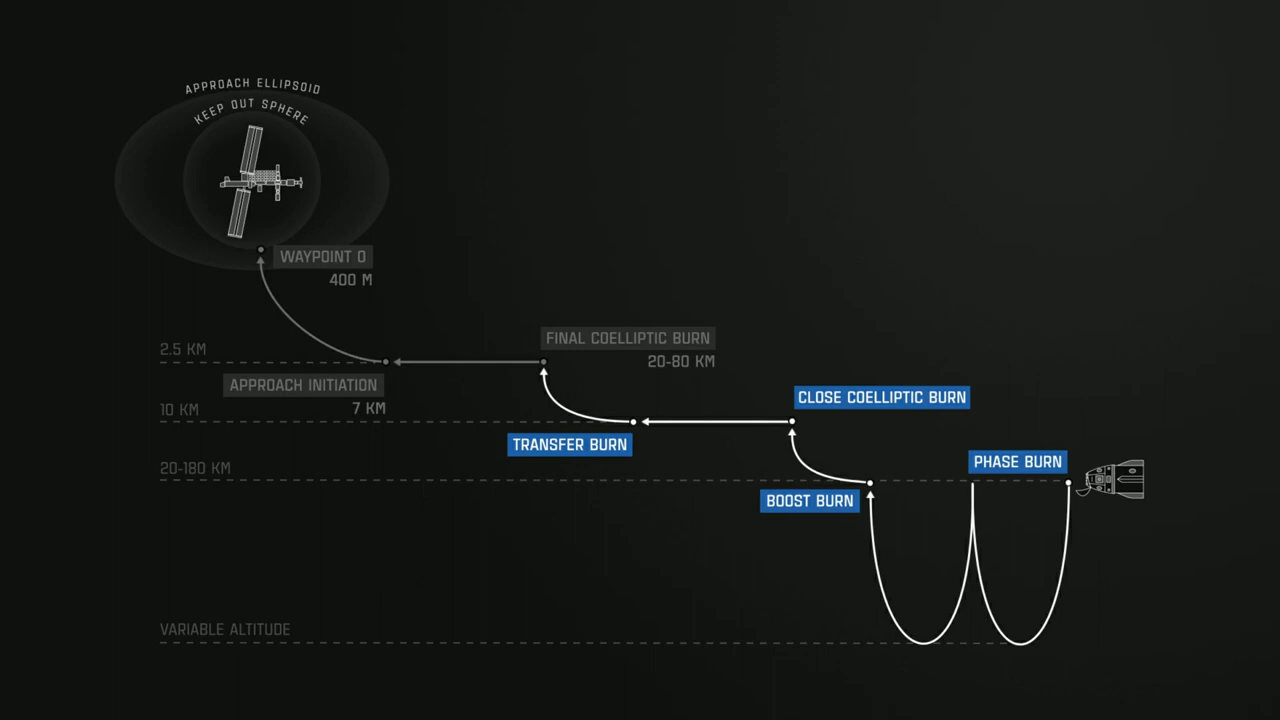 APPROACH ELLIPSOID
KEEP OUT SPHERE
WAYPOINT 0
400 M
FINAL COELLIPTIC BURN
2.5 KM
20-80 KM
APPROACH INITIATION
CLOSE COELLIPTIC BURN
10 KM
7 KM
TRANSFER BURN
PHASE BURN
20-180 KM
BOOST BURN
VARIABLE ALTITUDE